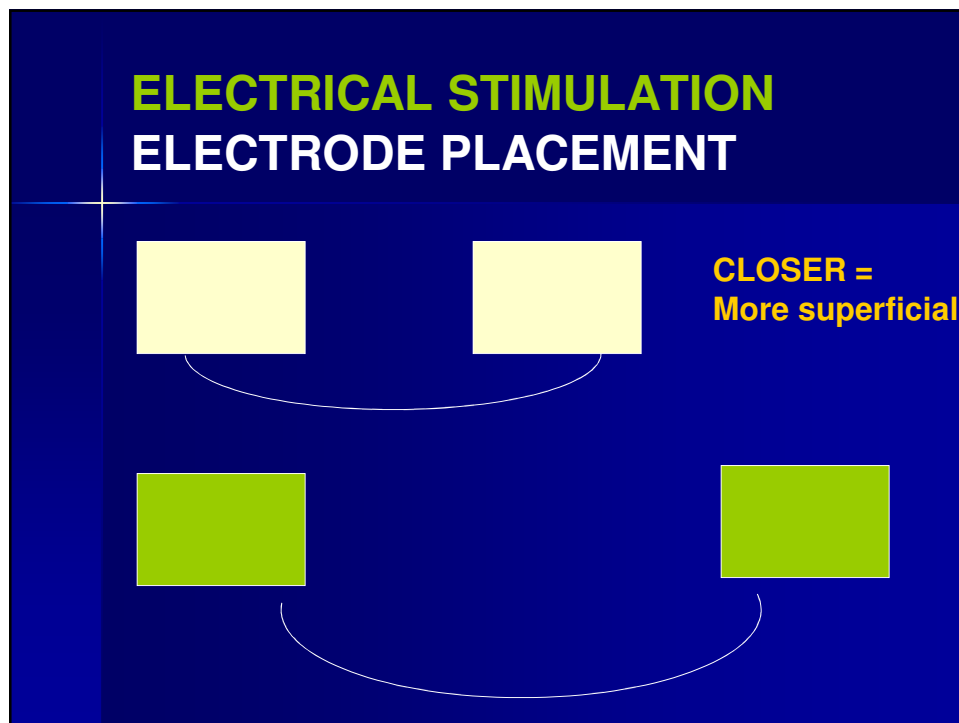 ELECTRICAL STIMULATION
ELECTRODE PLACEMENT
CLOSER =
More superficial